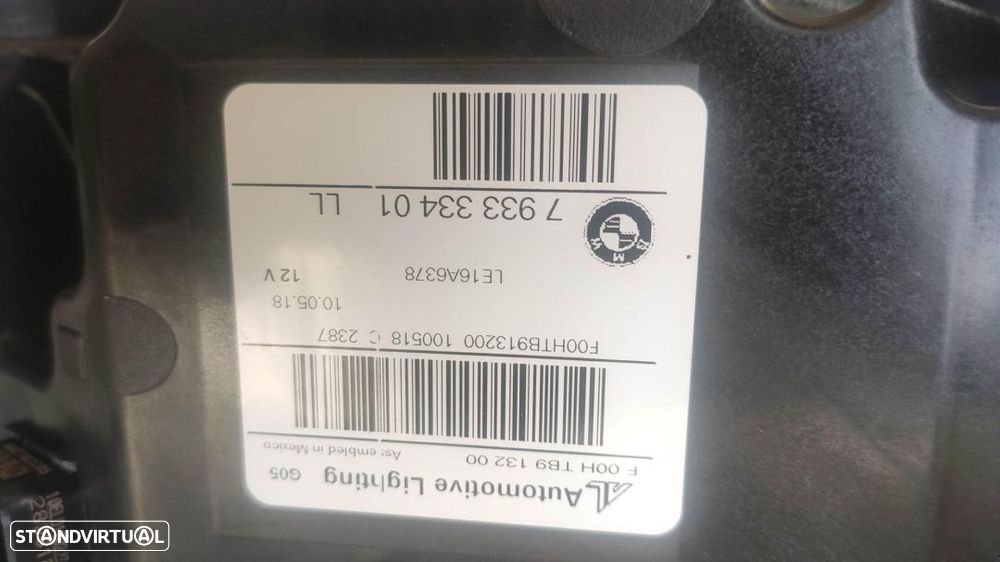 AL Automotive Lighting G05
F 00H TB9 132 00 Assembled in Mexico
F00HTB913200 100518 C 2387
10.05.18
LE16A6378 12 V
B M W
7 933 334 01 LL
STANDVIRTUAL